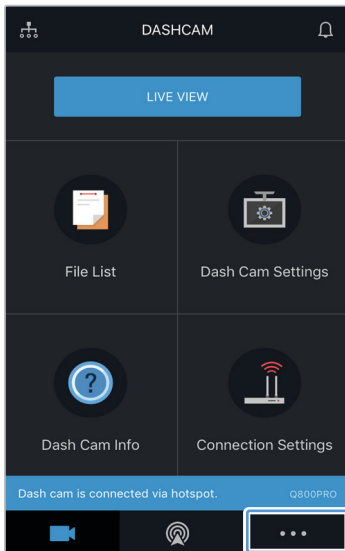 DASHCAM
LIVE VIEW
File List
Dash Cam Settings
?
Dash Cam Info
Connection Settings
Dash cam is connected via hotspot. Q800PRO